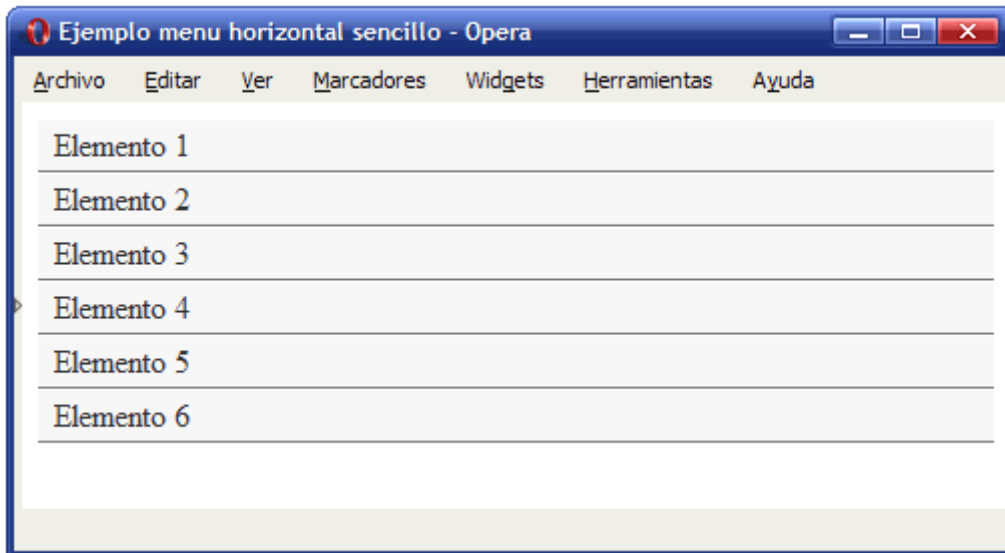 Ejemplo menu horizontal sencillo - Opera
Archivo Editar Ver Marcadores Widgets Herramientas Ayuda
Elemento 1
Elemento 2
Elemento 3
Elemento 4
Elemento 5
Elemento 6